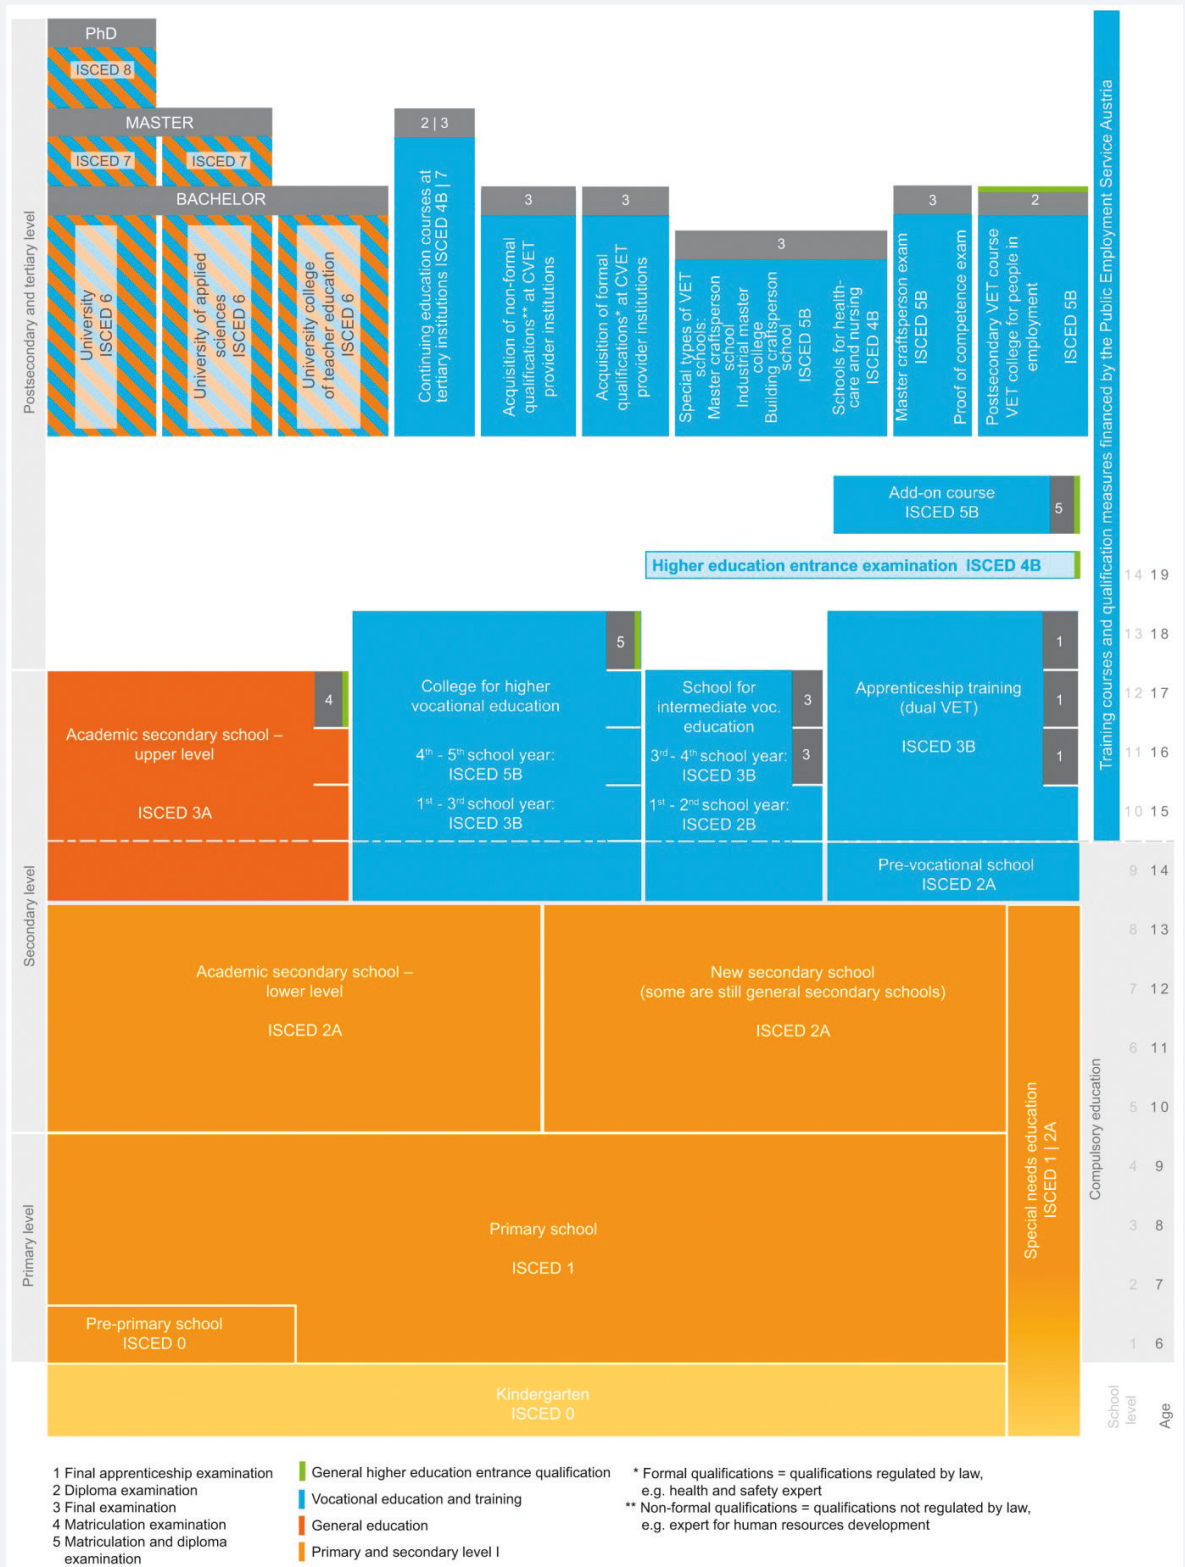 PhD
ISCED 8
MASTER
ISCED 7
ISCED 7
BACHELOR
University
ISCED 6
University of applied
sciences
ISCED 6
University college
of teacher education
ISCED 6
2 | 3
Continuing education courses at
tertiary institutions ISCED 4B | 7
3
Acquisition of non-formal
qualifications** at CVET
provider institutions
3
Acquisition of formal
qualifications* at CVET
provider institutions
3
Special types of VET
schools:
Master craftsperson
school
Industrial master
college
Building craftsperson
school
ISCED 5B
Schools for health-
care and nursing
ISCED 4B
3
Master craftsperson exam
ISCED 5B
Proof of competence exam
2
Postsecondary VET course
VET college for people in
employment
ISCED 5B
Training courses and qualification measures financed by the Public Employment Service Austria
Postsecondary and tertiary level
Add-on course
ISCED 5B
5
Higher education entrance examination ISCED 4B
14 19
13 18
12 17
11 16
10 15
9 14
8 13
7 12
6 11
5 10
4 9
3 8
2 7
1 6
School
level
Age
Compulsory education
Secondary level
Primary level
4
Academic secondary school –
upper level
ISCED 3A
5
College for higher
vocational education
4th - 5th school year:
ISCED 5B
1st - 3rd school year:
ISCED 3B
School for
intermediate voc.
education
3
3rd - 4th school year:
ISCED 3B
3
1st - 2nd school year:
ISCED 2B
1
Apprenticeship training
(dual VET)
1
ISCED 3B
1
Pre-vocational school
ISCED 2A
Academic secondary school –
lower level
ISCED 2A
New secondary school
(some are still general secondary schools)
ISCED 2A
Special needs education
ISCED 1 | 2A
Primary school
ISCED 1
Pre-primary school
ISCED 0
Kindergarten
ISCED 0
1 Final apprenticeship examination
2 Diploma examination
3 Final examination
4 Matriculation examination
5 Matriculation and diploma
examination
General higher education entrance qualification
Vocational education and training
General education
Primary and secondary level I
* Formal qualifications = qualifications regulated by law,
e.g. health and safety expert
** Non-formal qualifications = qualifications not regulated by law,
e.g. expert for human resources development